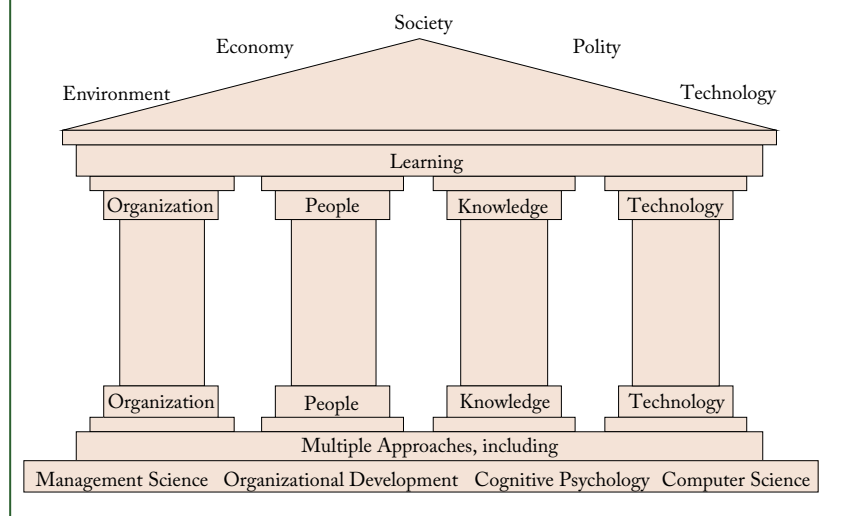 Society
Economy Polity
Environment Technology
Learning
Organization People Knowledge Technology
Organization People Knowledge Technology
Multiple Approaches, including
Management Science Organizational Development Cognitive Psychology Computer Science